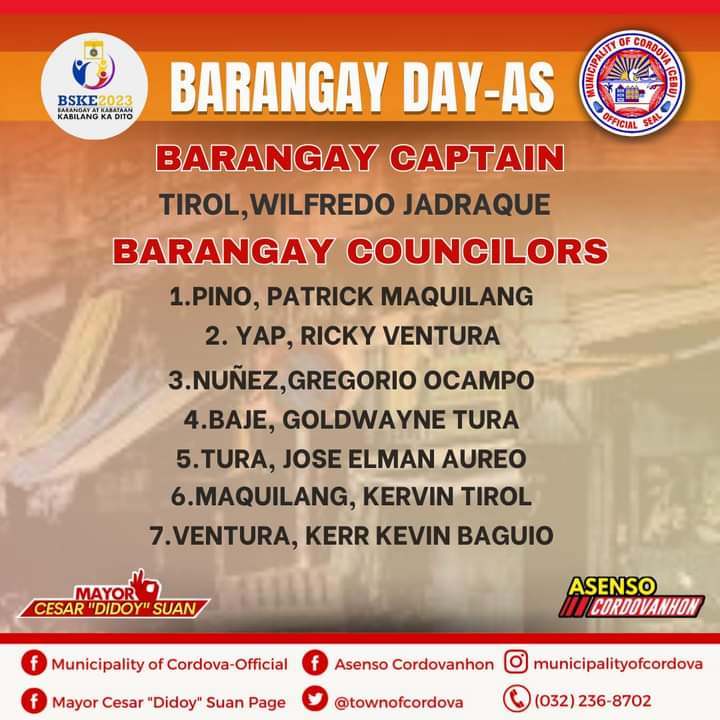 BSKE2023
BARANGAY AT KABATAAN
KABILANG KA DITO
BARANGAY DAY-AS
MUNICIPALITY OF CORDOVA (CEBU)
OFFICIAL SEAL
BARANGAY CAPTAIN
TIROL,WILFREDO JADRAQUE
BARANGAY COUNCILORS
1.PINO, PATRICK MAQUILANG
2. YAP, RICKY VENTURA
3.NUÑEZ,GREGORIO OCAMPO
4.BAJE, GOLDWAYNE TURA
5.TURA, JOSE ELMAN AUREO
6.MAQUILANG, KERVIN TIROL
7.VENTURA, KERR KEVIN BAGUIO
MAYOR
CESAR "DIDOY" SUAN
ASENSO
CORDOVANHON
Municipality of Cordova-Official
Asenso Cordovanhon
municipalityofcordova
Mayor Cesar "Didoy" Suan Page
@townofcordova
(032) 236-8702